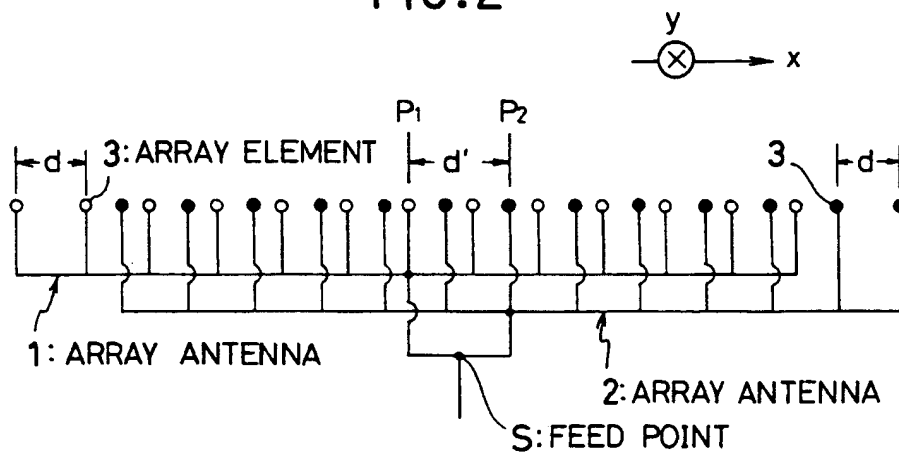 FIG.2
y
x
P1 P2
d 3: ARRAY ELEMENT d' 3 d
1: ARRAY ANTENNA
2: ARRAY ANTENNA
S: FEED POINT